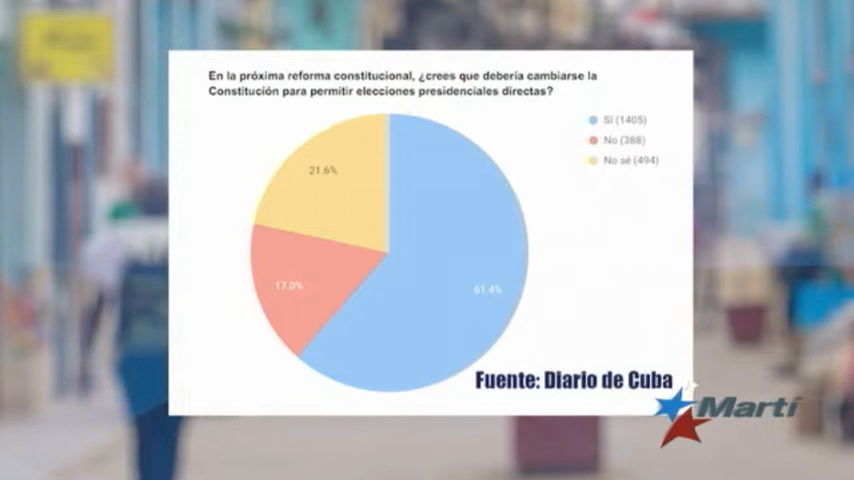 En la próxima reforma constitucional, ¿crees que debería cambiarse la
Constitución para permitir elecciones presidenciales directas?
Sí (1405)
No (388)
No sé (494)
21.6%
17.0%
61.4%
Fuente: Diario de Cuba
Martí